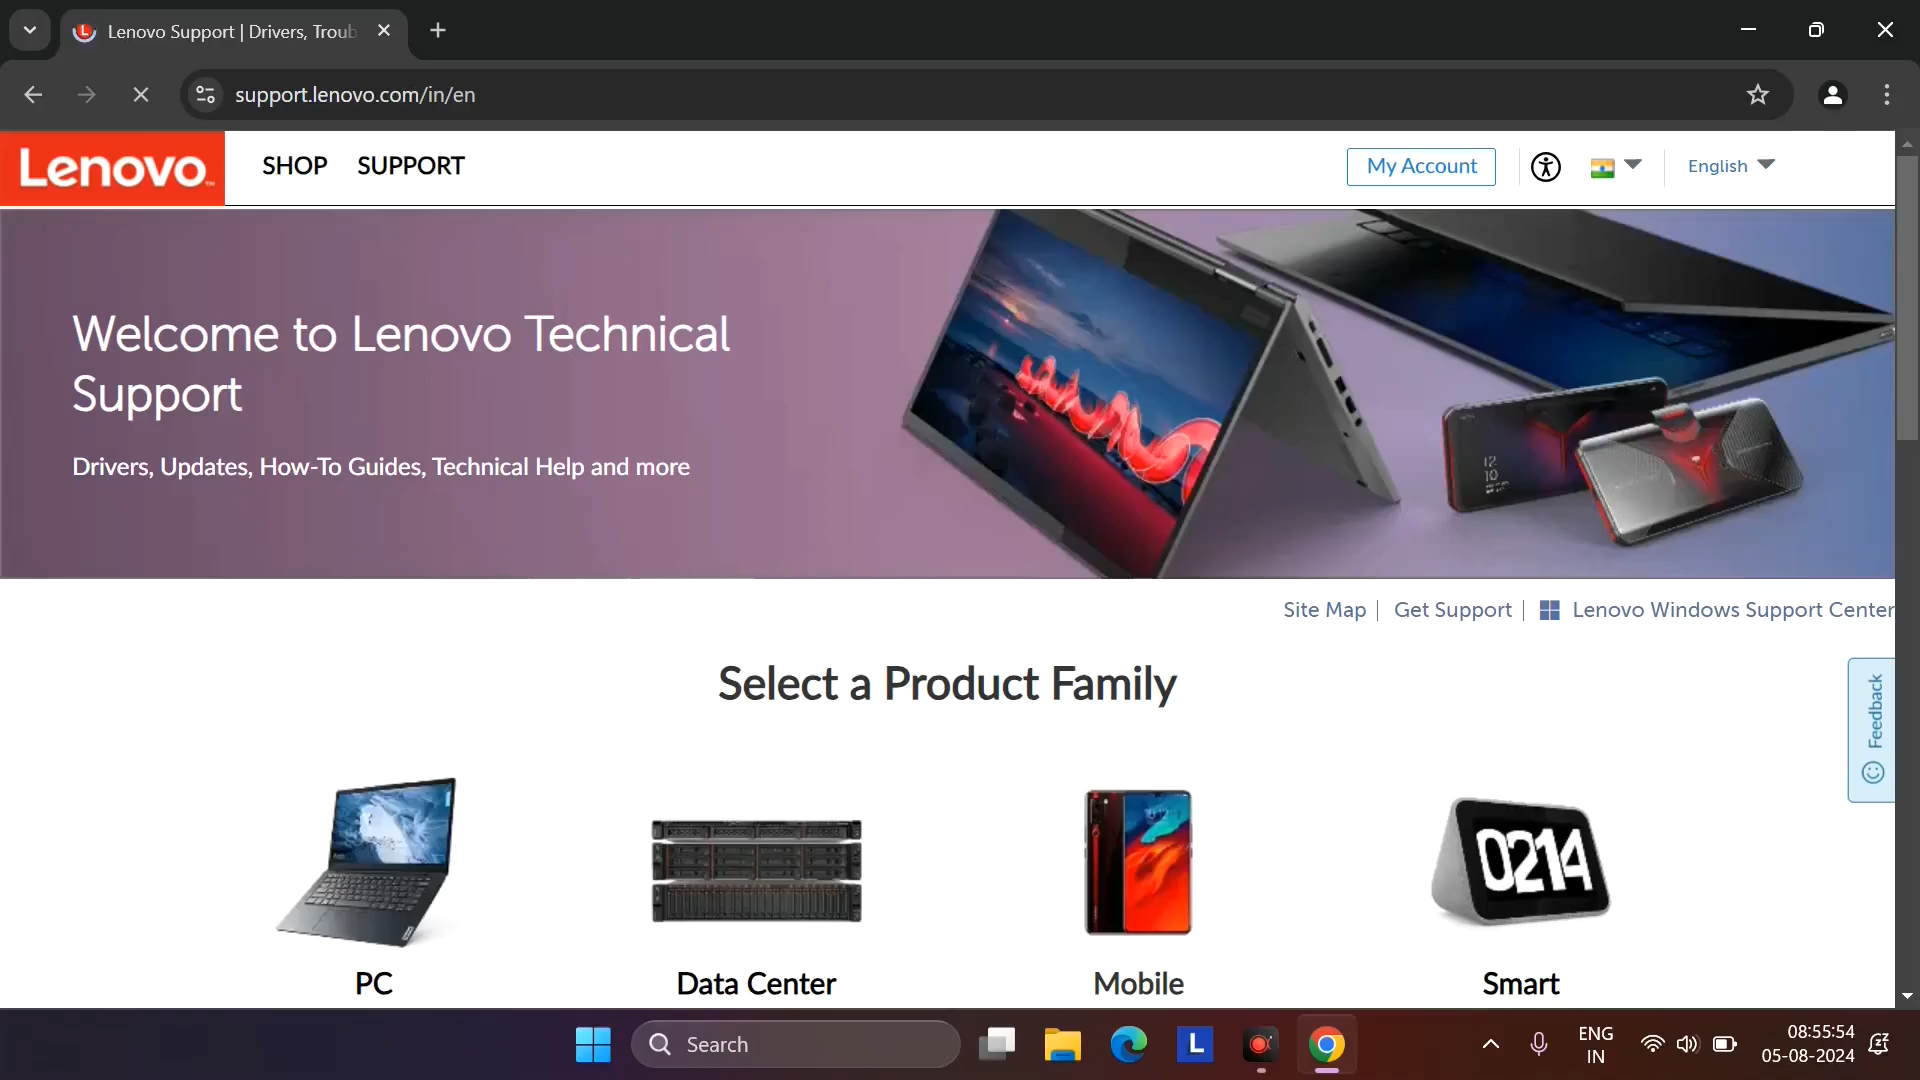 Lenovo Support | Drivers, Troub
support.lenovo.com/in/en
Lenovo
SHOP
SUPPORT
My Account
English
Welcome to Lenovo Technical
Support
Drivers, Updates, How-To Guides, Technical Help and more
Site Map
Get Support
Lenovo Windows Support Center
Select a Product Family
Feedback
0214
PC
Data Center
Mobile
Smart
Search
L
ENG
IN
08:55:54
05-08-2024